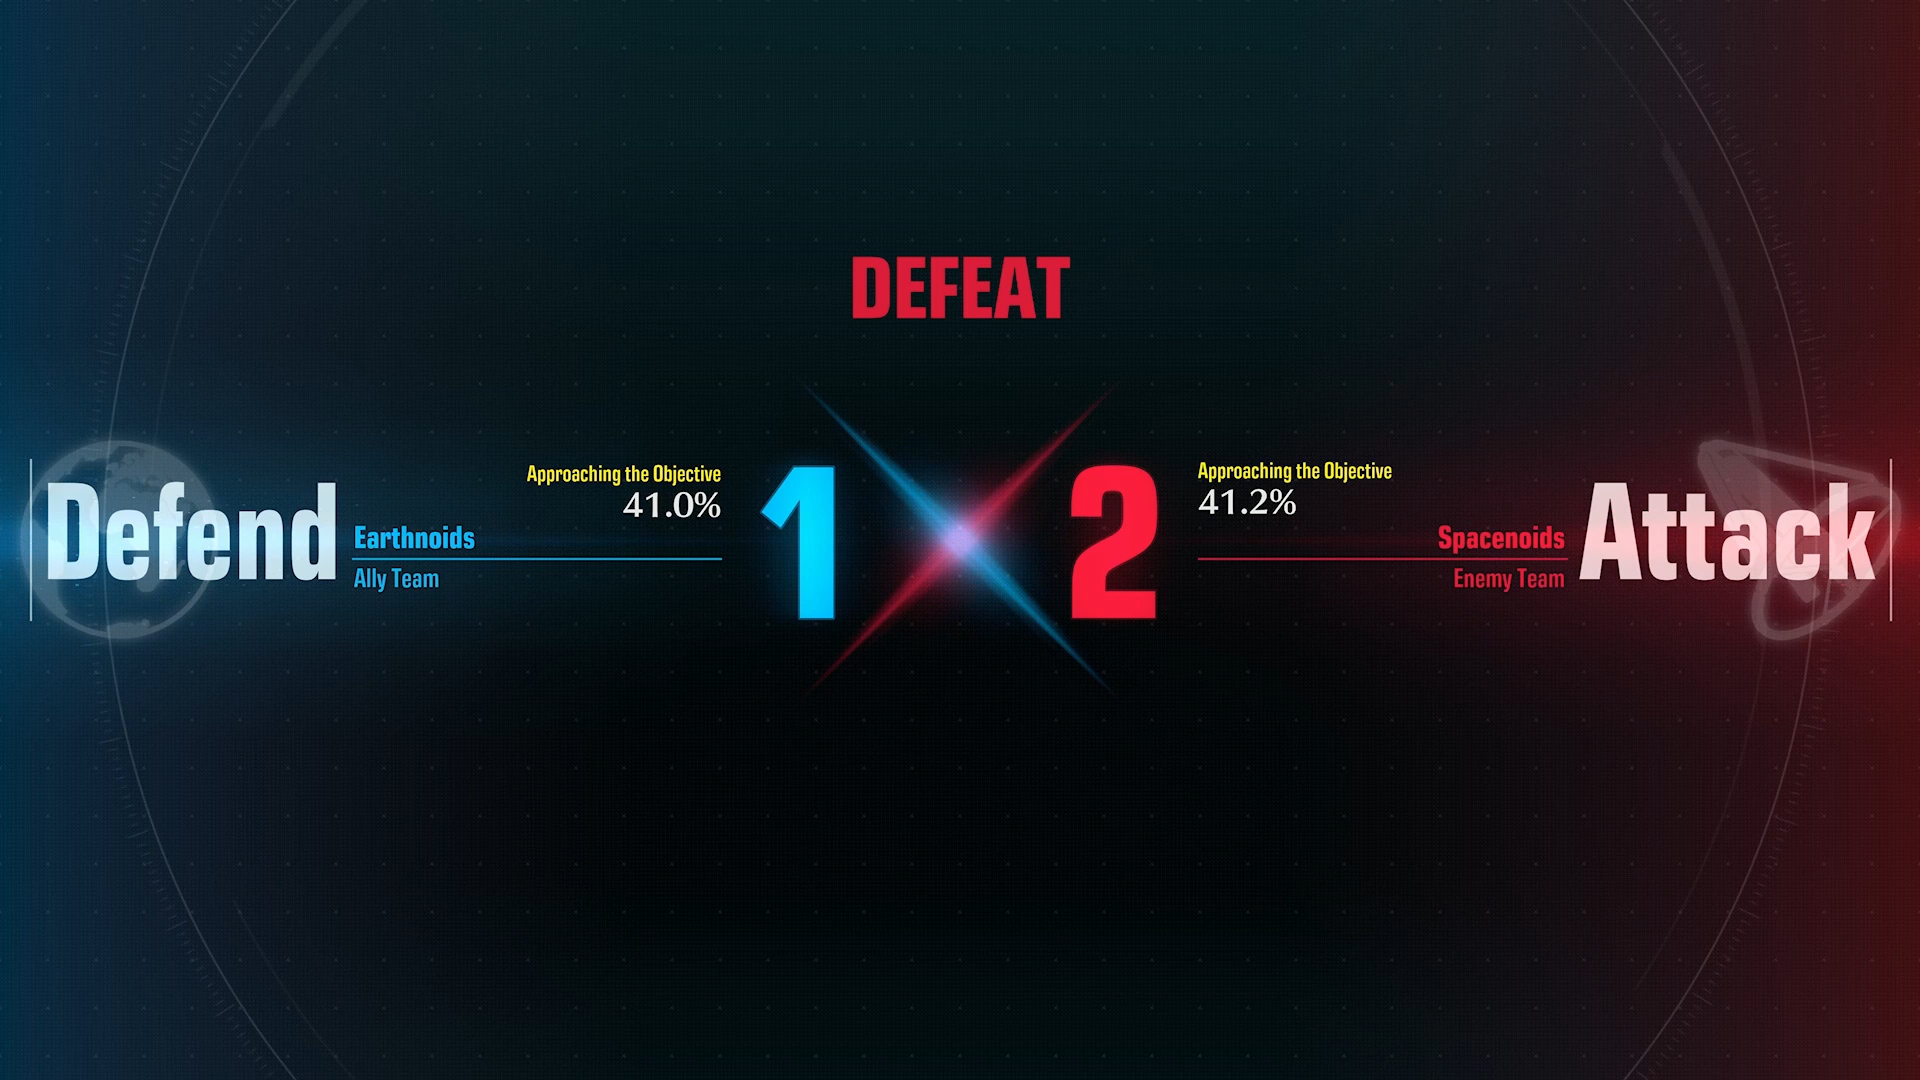 DEFEAT
Defend
Earthnoids
Ally Team
Approaching the Objective
41.0%
1
2
Approaching the Objective
41.2%
Spacenoids
Enemy Team
Attack